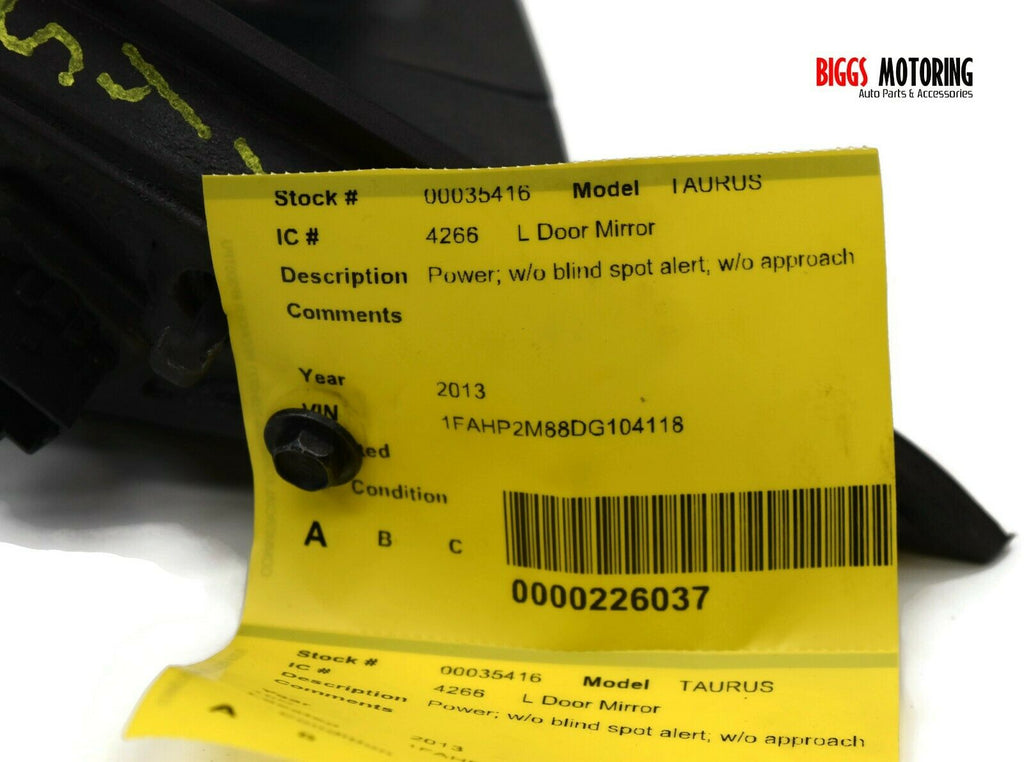 BIGGS MOTORING
Auto Parts & Accessories
Stock # 00035416 Model TAURUS
IC # 4266 L Door Mirror
Description Power; w/o blind spot alert; w/o approach
Comments
Year 2013
VIN 1FAHP2M88DG104118
Condition
A B C
0000226037
Stock # 00035416 Model TAURUS
IC # 4266 L Door Mirror
Description Power; w/o blind spot alert; w/o approach
Comments
2013
A